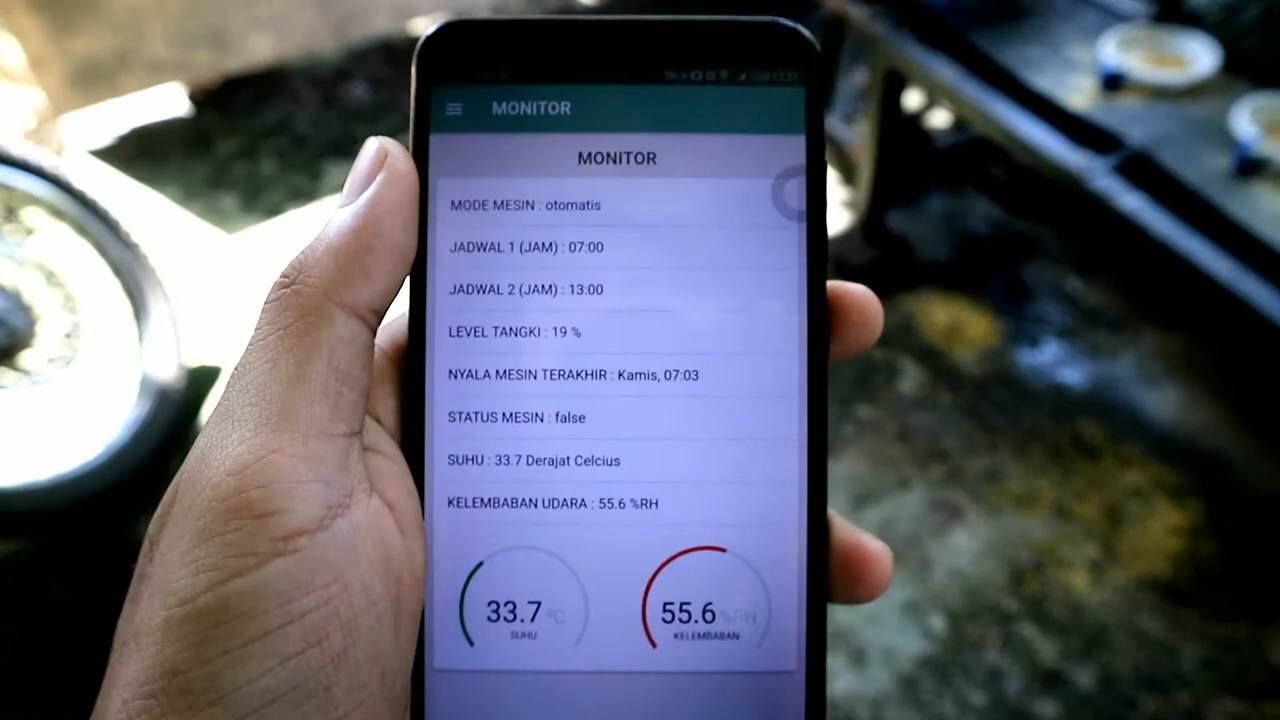 MONITOR
MONITOR
MODE MESIN : otomatis
JADWAL 1 (JAM) : 07:00
JADWAL 2 (JAM) : 13:00
LEVEL TANGKI : 19 %
NYALA MESIN TERAKHIR : Kamis, 07:03
STATUS MESIN : false
SUHU : 33.7 Derajat Celcius
KELEMBABAN UDARA : 55.6 %RH
33.7 °C
SUHU
55.6 %RH
KELEMBABAN